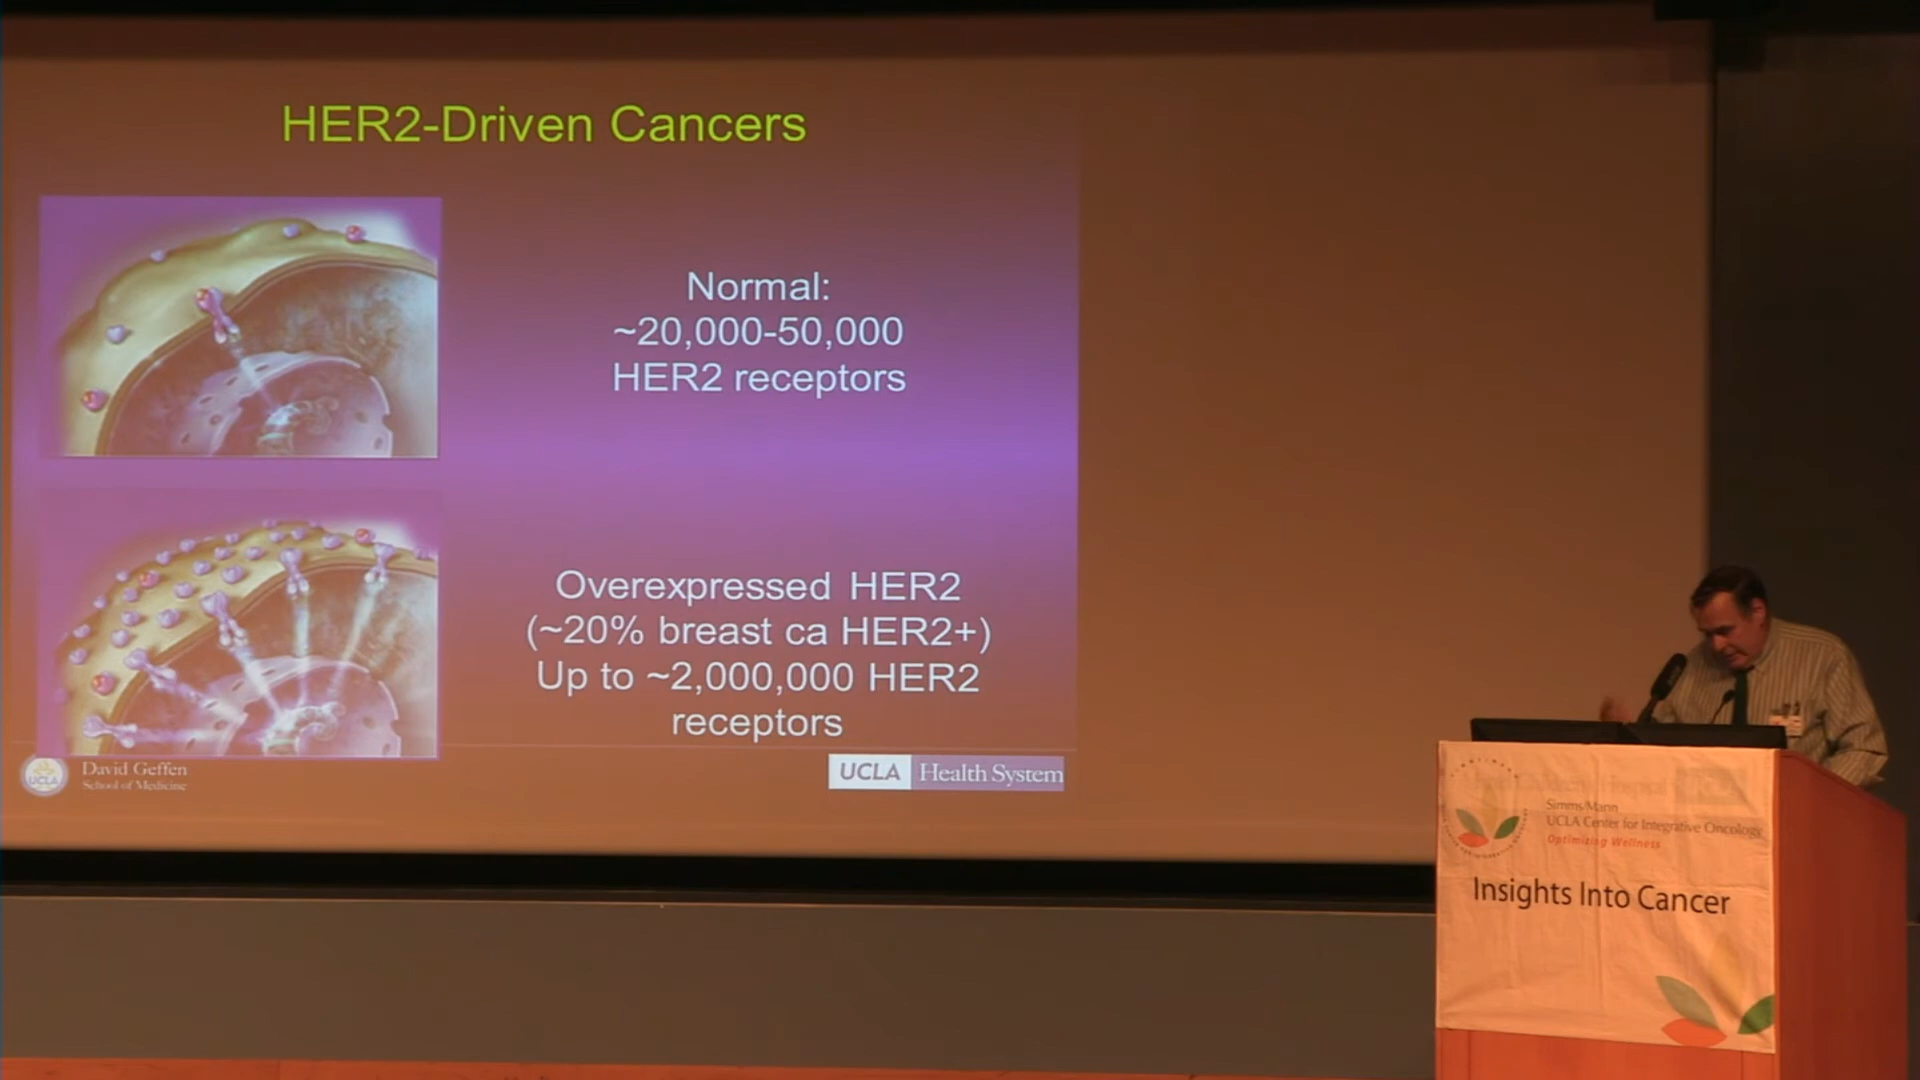 HER2-Driven Cancers
Normal:
~20,000-50,000
HER2 receptors
Overexpressed HER2
(~20% breast ca HER2+)
Up to ~2,000,000 HER2
receptors
UCLA
David Geffen
School of Medicine
UCLA Health System
Simms/Mann
UCLA Center for Integrative Oncology
Optimizing Wellness
Insights Into Cancer